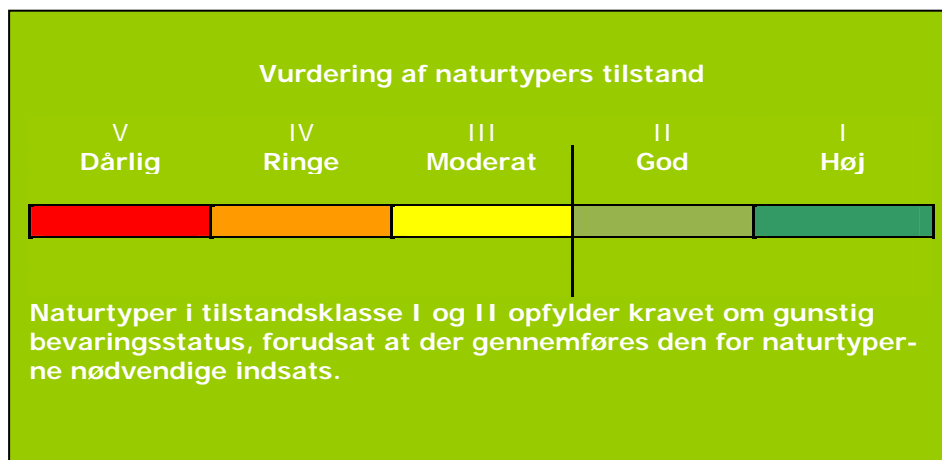 Vurdering af naturtypers tilstand
V IV III II I
Dårlig Ringe Moderat God Høj
Naturtyper i tilstandsklasse I og II opfylder kravet om gunstig
bevaringsstatus, forudsat at der gennemføres den for naturtyper-
ne nødvendige indsats.